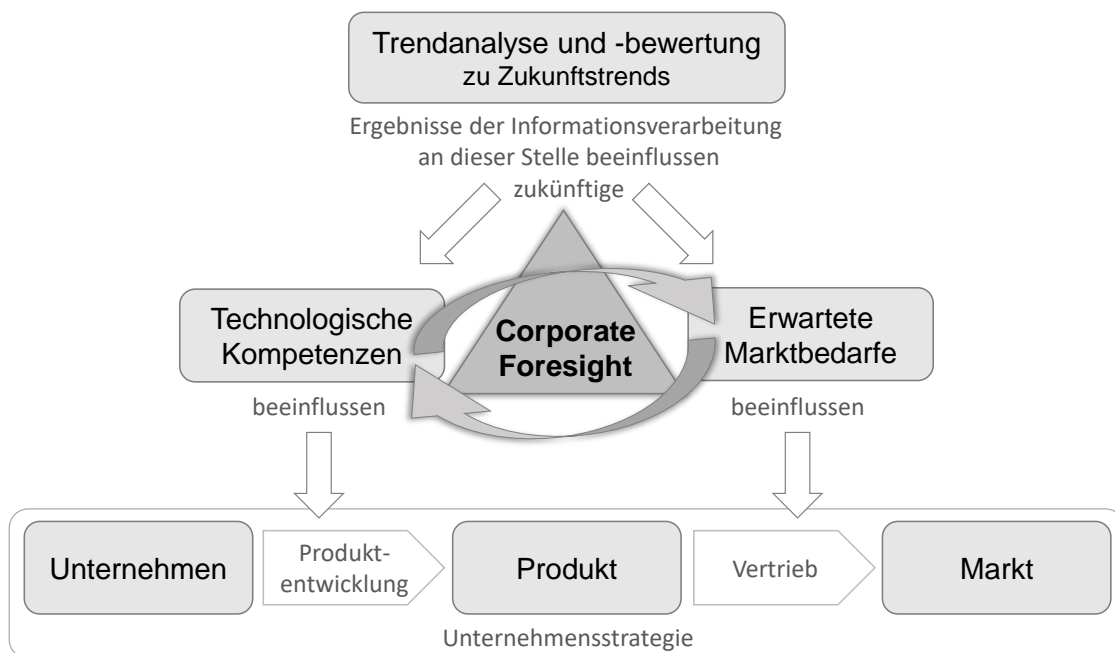 Trendanalyse und -bewertung
zu Zukunftstrends
Ergebnisse der Informationsverarbeitung
an dieser Stelle beeinflussen
zukünftige
Technologische
Kompetenzen
Corporate
Foresight
Erwartete
Marktbedarfe
beeinflussen
beeinflussen
Unternehmen
Produkt-
entwicklung
Produkt
Vertrieb
Markt
Unternehmensstrategie